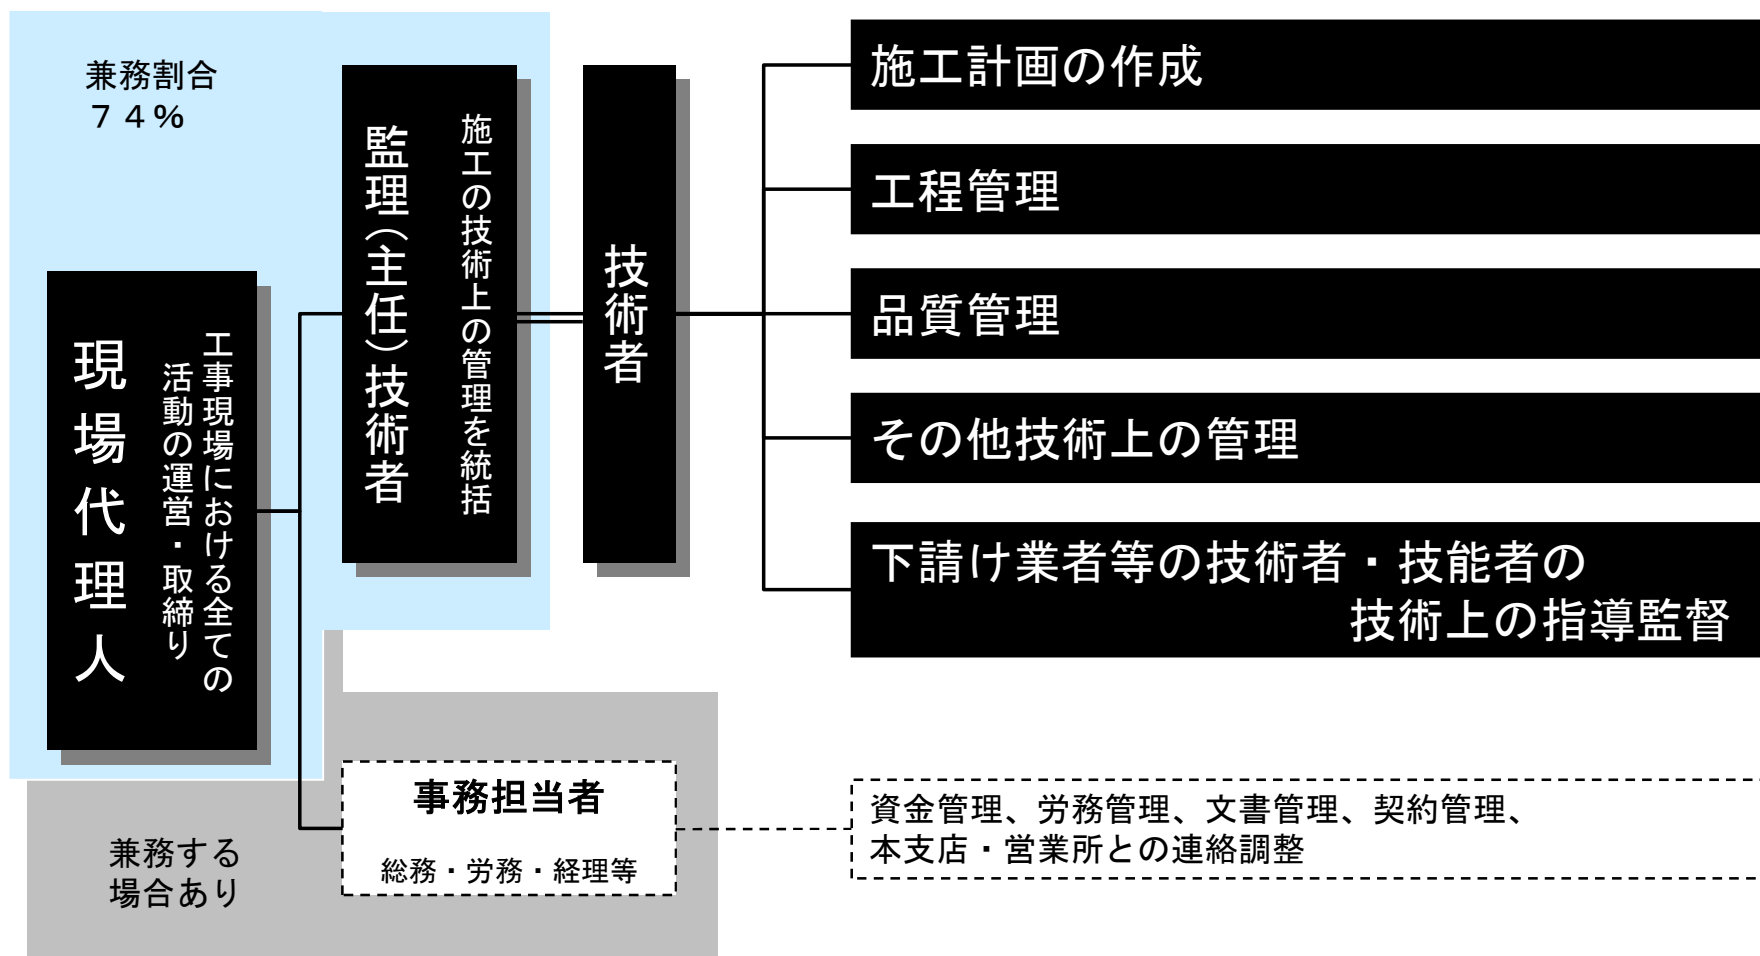 兼務割合
７４%
現場代理人
工事現場における全ての
活動の運営・取締り
監理（主任）技術者
施工の技術上の管理を統括
技術者
施工計画の作成
工程管理
品質管理
その他技術上の管理
下請け業者等の技術者・技能者の
技術上の指導監督
兼務する
場合あり
事務担当者
総務・労務・経理等
資金管理、労務管理、文書管理、契約管理、
本支店・営業所との連絡調整